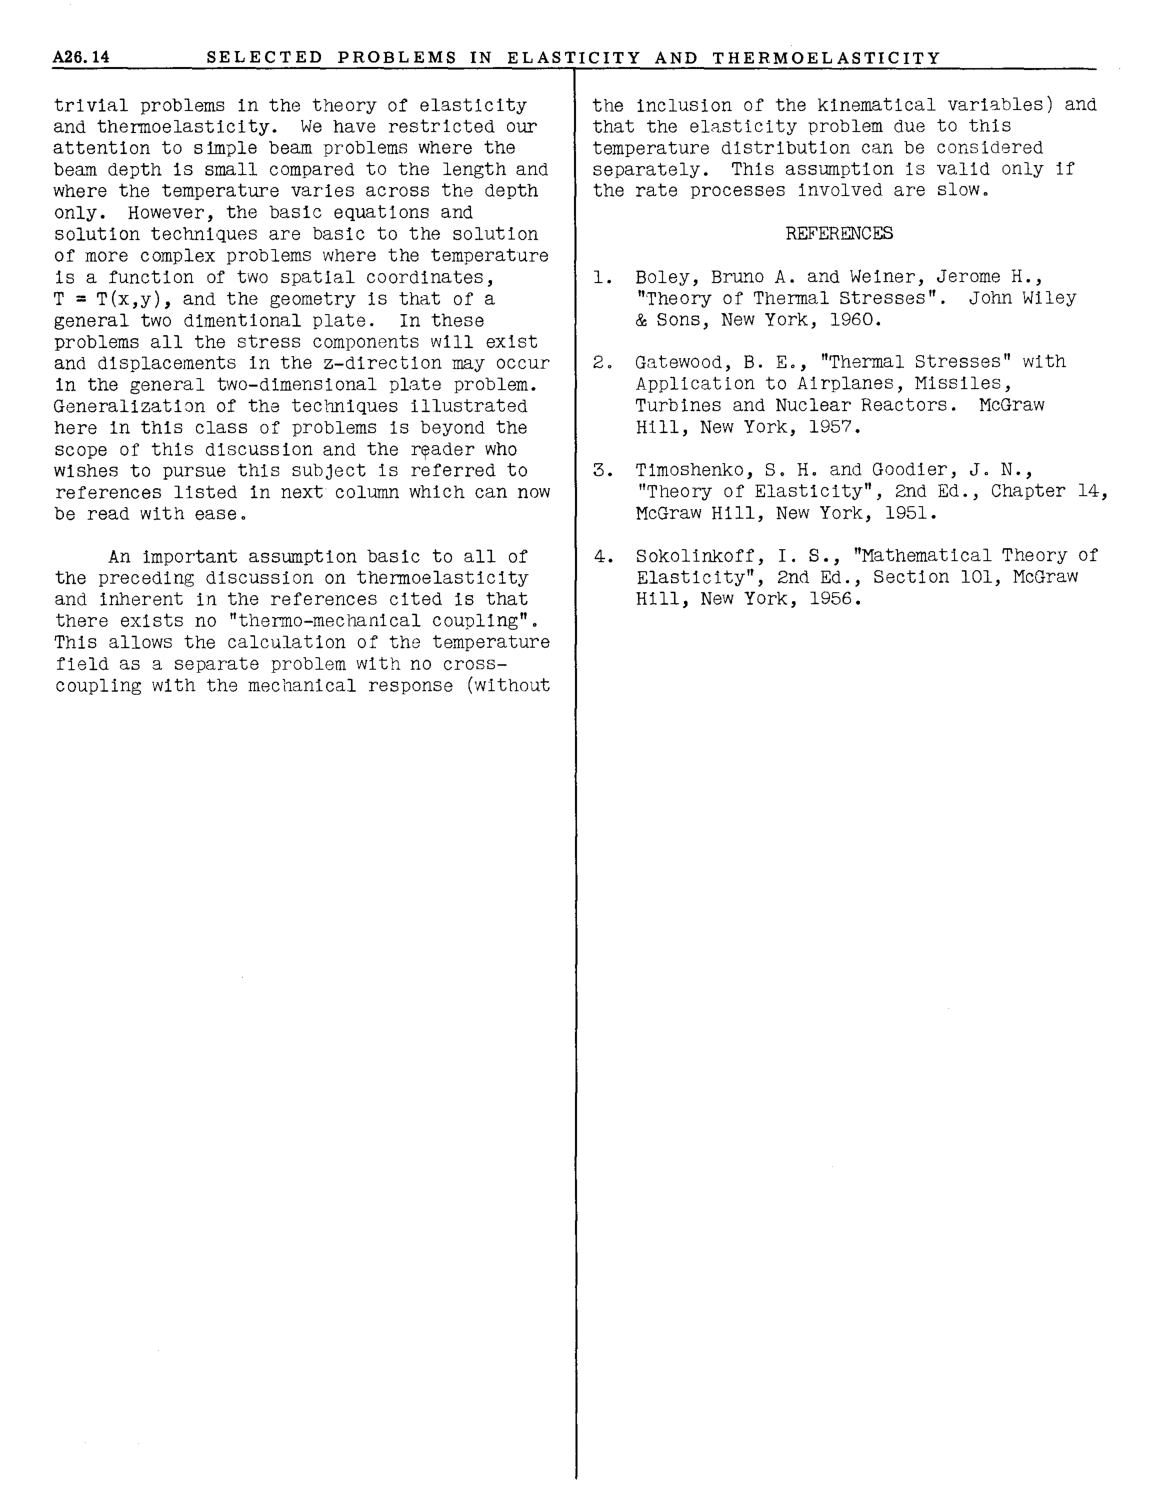 A26.14 SELECTED PROBLEMS IN ELASTICITY AND THERMOELASTICITY
trivial problems in the theory of elasticity
and thermoelasticity. We have restricted our
attention to simple beam problems where the
beam depth is small compared to the length and
where the temperature varies across the depth
only. However, the basic equations and
solution techniques are basic to the solution
of more complex problems where the temperature
is a function of two spatial coordinates,
T = T(x,y), and the geometry is that of a
general two dimentional plate. In these
problems all the stress components will exist
and displacements in the z-direction may occur
in the general two-dimensional plate problem.
Generalization of the techniques illustrated
here in this class of problems is beyond the
scope of this discussion and the reader who
wishes to pursue this subject is referred to
references listed in next column which can now
be read with ease.
An important assumption basic to all of
the preceding discussion on thermoelasticity
and inherent in the references cited is that
there exists no "thermo-mechanical coupling".
This allows the calculation of the temperature
field as a separate problem with no cross-
coupling with the mechanical response (without
the inclusion of the kinematical variables) and
that the elasticity problem due to this
temperature distribution can be considered
separately. This assumption is valid only if
the rate processes involved are slow.
REFERENCES
1. Boley, Bruno A. and Weiner, Jerome H.,
"Theory of Thermal Stresses". John Wiley
& Sons, New York, 1960.
2. Gatewood, B. E., "Thermal Stresses" with
Application to Airplanes, Missiles,
Turbines and Nuclear Reactors. McGraw
Hill, New York, 1957.
3. Timoshenko, S. H. and Goodier, J. N.,
"Theory of Elasticity", 2nd Ed., Chapter 14,
McGraw Hill, New York, 1951.
4. Sokolinkoff, I. S., "Mathematical Theory of
Elasticity", 2nd Ed., Section 101, McGraw
Hill, New York, 1956.